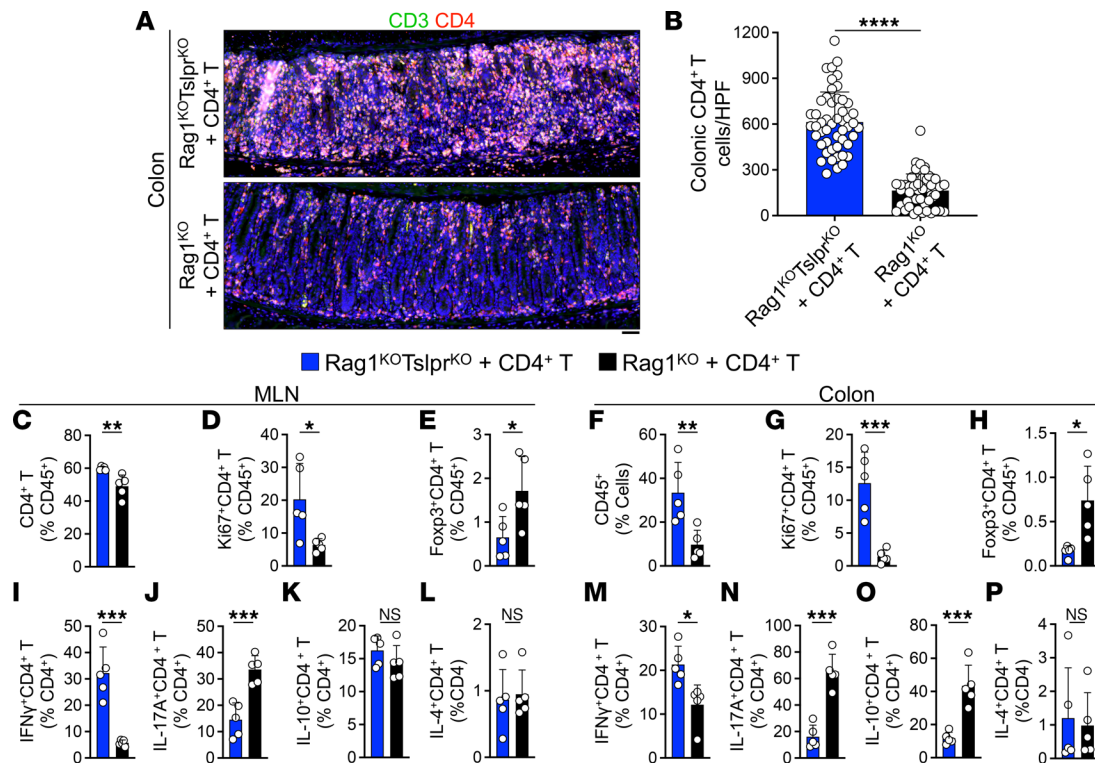 A
CD3 CD4
Colon
Rag1KOTslprKO
+ CD4+ T
Rag1KO
+ CD4+ T
B
****
Colonic CD4+ T
cells/HPF
1200
900
600
300
0
Rag1KOTslprKO
+ CD4+ T
Rag1KO
+ CD4+ T
Rag1KOTslprKO + CD4+ T
Rag1KO + CD4+ T
MLN
Colon
C
**
CD4+ T
(% CD45+)
80
60
40
20
0
D
*
Ki67+CD4+ T
(% CD45+)
40
30
20
10
0
E
*
Foxp3+CD4+ T
(% CD45+)
3
2
1
0
F
**
CD45+
(% Cells)
60
40
20
0
G
***
Ki67+CD4+ T
(% CD45+)
20
15
10
5
0
H
*
Foxp3+CD4+ T
(% CD45+)
1.5
1.0
0.5
0.0
I
***
IFNγ+CD4+ T
(% CD4+)
50
40
30
20
10
0
J
***
IL-17A+CD4+ T
(% CD4+)
50
40
30
20
10
0
K
NS
IL-10+CD4+ T
(% CD4+)
20
15
10
5
0
L
NS
IL-4+CD4+ T
(%CD4)
2
1
0
M
*
IFNγ+CD4+ T
(% CD4+)
30
20
10
0
N
***
IL-17A+CD4+ T
(% CD4+)
100
80
60
40
20
0
O
***
IL-10+CD4+ T
(% CD4+)
80
60
40
20
0
P
NS
IL-4+CD4+ T
(%CD4)
4
3
2
1
0